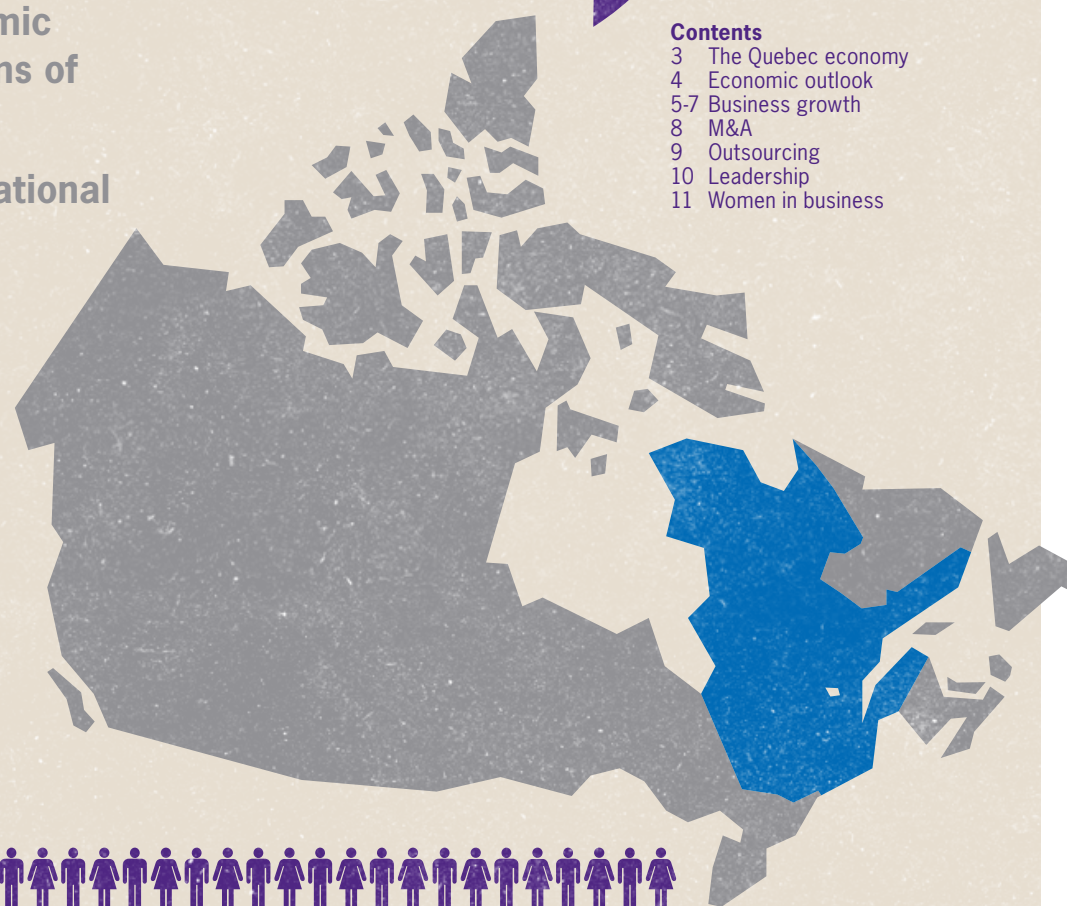 mic
ns of
ational
Contents
3 The Quebec economy
4 Economic outlook
5-7 Business growth
8 M&A
9 Outsourcing
10 Leadership
11 Women in business